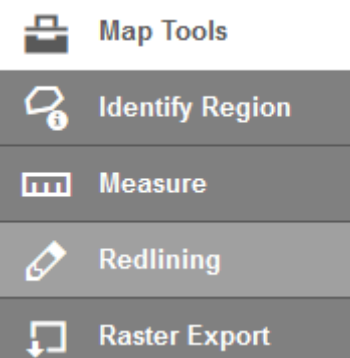 Map Tools
Identify Region
Measure
Redlining
Raster Export